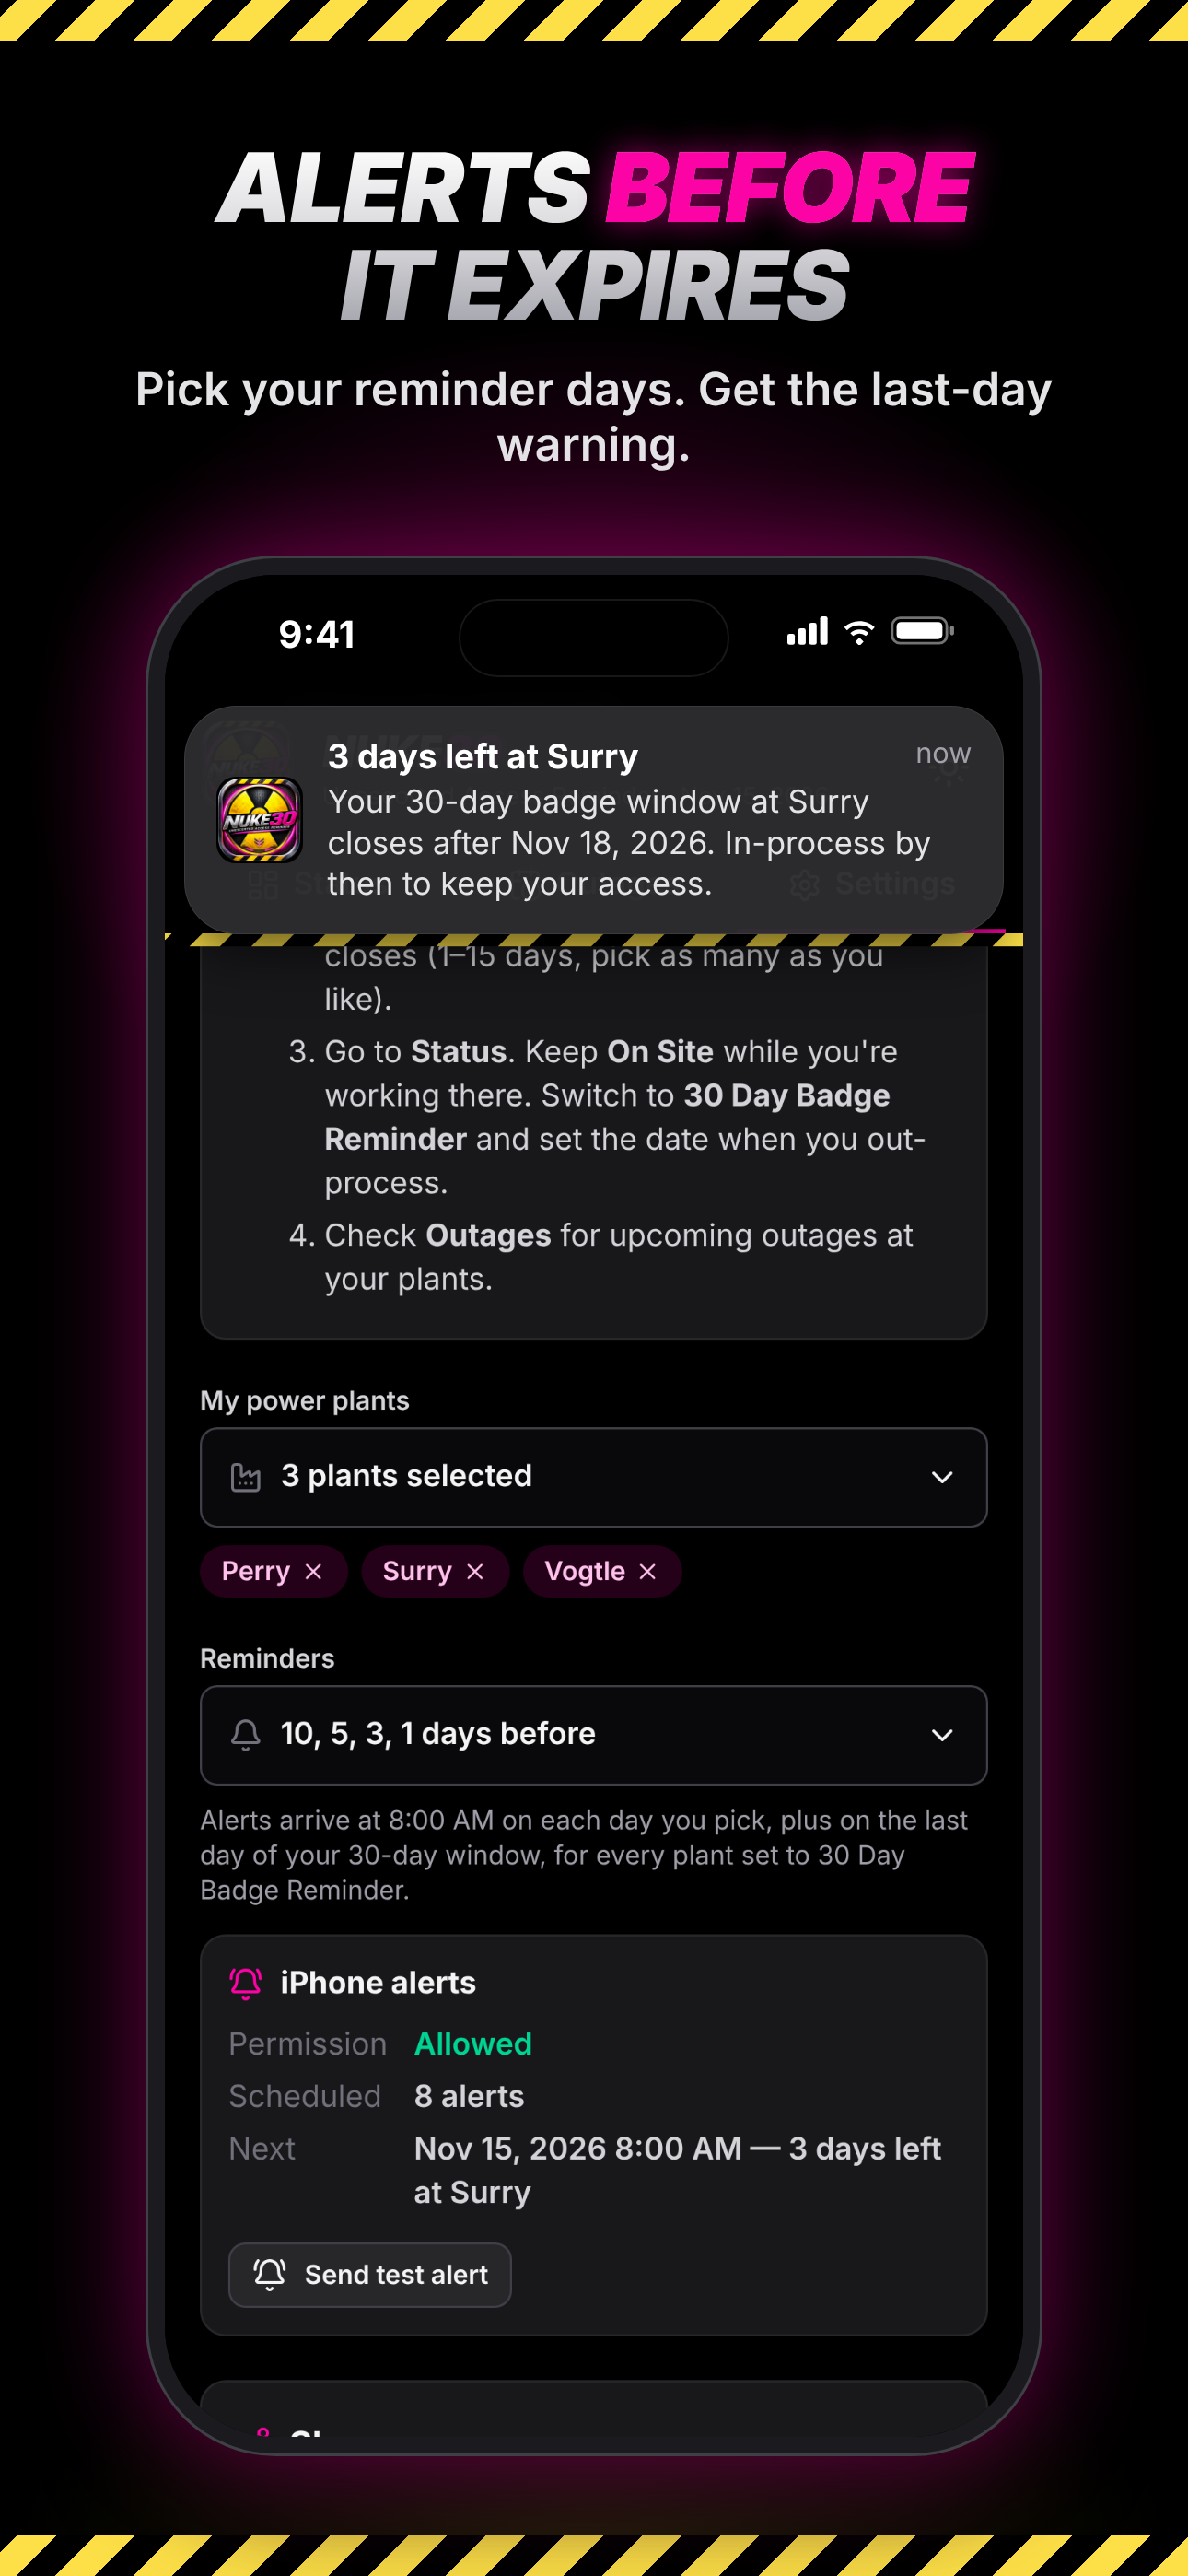 ALERTS BEFORE
IT EXPIRES
Pick your reminder days. Get the last-day
warning.
9:41
3 days left at Surry
now
Your 30-day badge window at Surry
closes after Nov 18, 2026. In-process by
then to keep your access.
NUKE30
Settings
closes (1–15 days, pick as many as you
like).
3. Go to Status. Keep On Site while you're
working there. Switch to 30 Day Badge
Reminder and set the date when you out-
process.
4. Check Outages for upcoming outages at
your plants.
My power plants
3 plants selected
Perry
Surry
Vogtle
Reminders
10, 5, 3, 1 days before
Alerts arrive at 8:00 AM on each day you pick, plus on the last
day of your 30-day window, for every plant set to 30 Day
Badge Reminder.
iPhone alerts
Permission Allowed
Scheduled 8 alerts
Next Nov 15, 2026 8:00 AM — 3 days left
at Surry
Send test alert